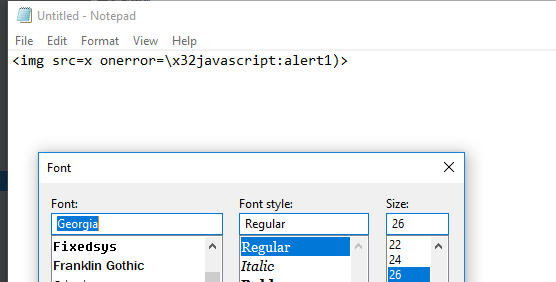 Untitled - Notepad
File Edit Format View Help
<img src=x onerror=\x32javascript:alert1)>
Font
Font: Font style: Size:
Georgia Regular 26
Fixedsys Regular 22
Franklin Gothic Italic 24
26